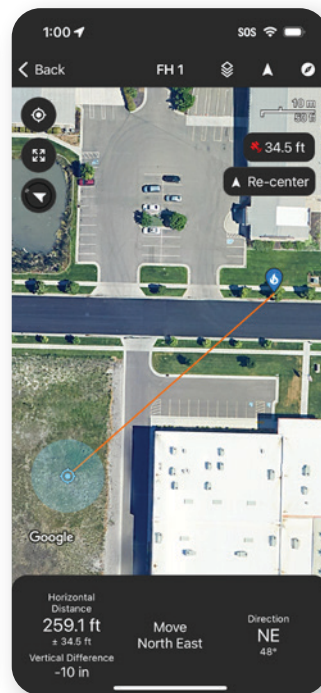 1:00
SOS
Back
FH 1
10 m
50 ft
34.5 ft
Re-center
Google
Horizontal
Distance
259.1 ft
± 34.5 ft
Vertical Difference
-10 in
Move
North East
Direction
NE
48°